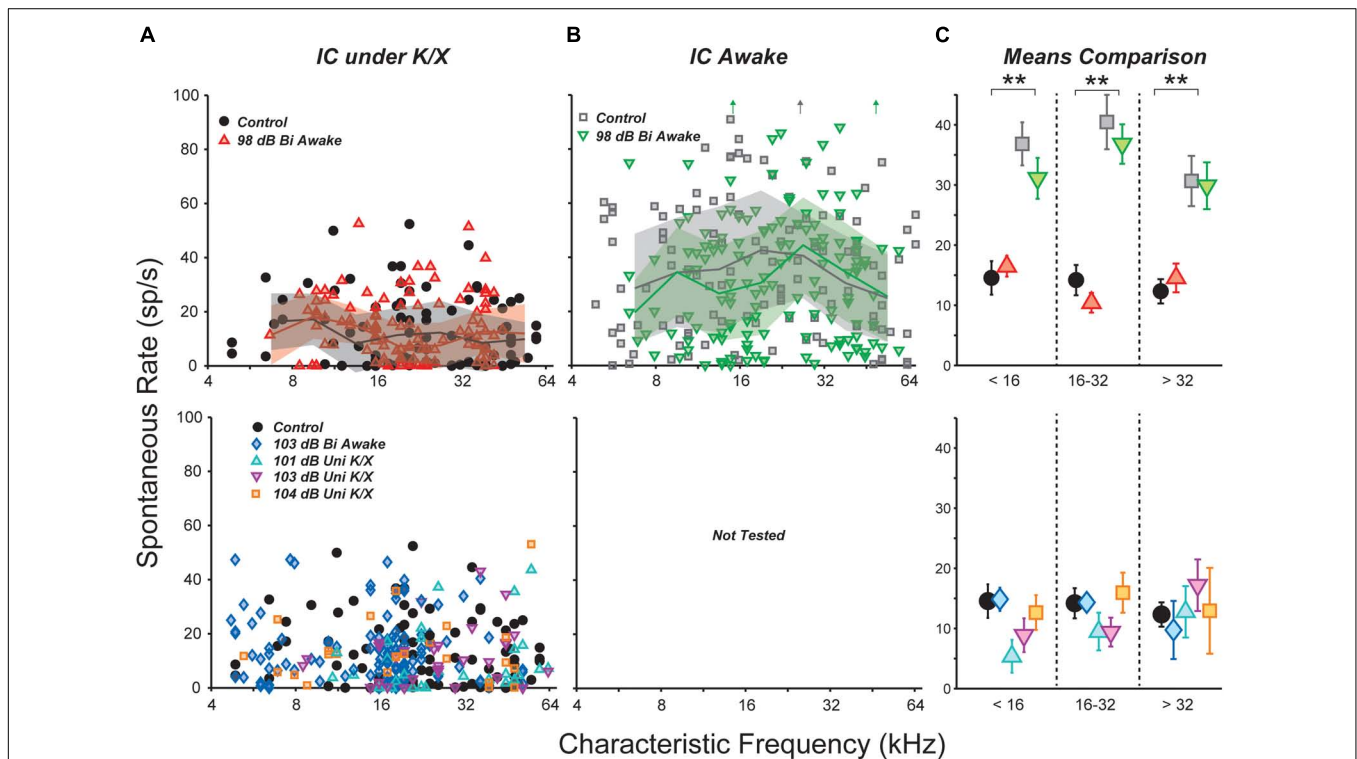 A
B
C
IC under K/X
IC Awake
Means Comparison
**
**
**
100
80
60
40
20
0
Control
98 dB Bi Awake
4
8
16
32
64
Control
98 dB Bi Awake
4
8
16
32
64
40
30
20
10
0
< 16
16-32
> 32
Spontaneous Rate (sp/s)
100
80
60
40
20
0
Control
103 dB Bi Awake
101 dB Uni K/X
103 dB Uni K/X
104 dB Uni K/X
4
8
16
32
64
Not Tested
4
8
16
32
64
40
30
20
10
0
< 16
16-32
> 32
Characteristic Frequency (kHz)